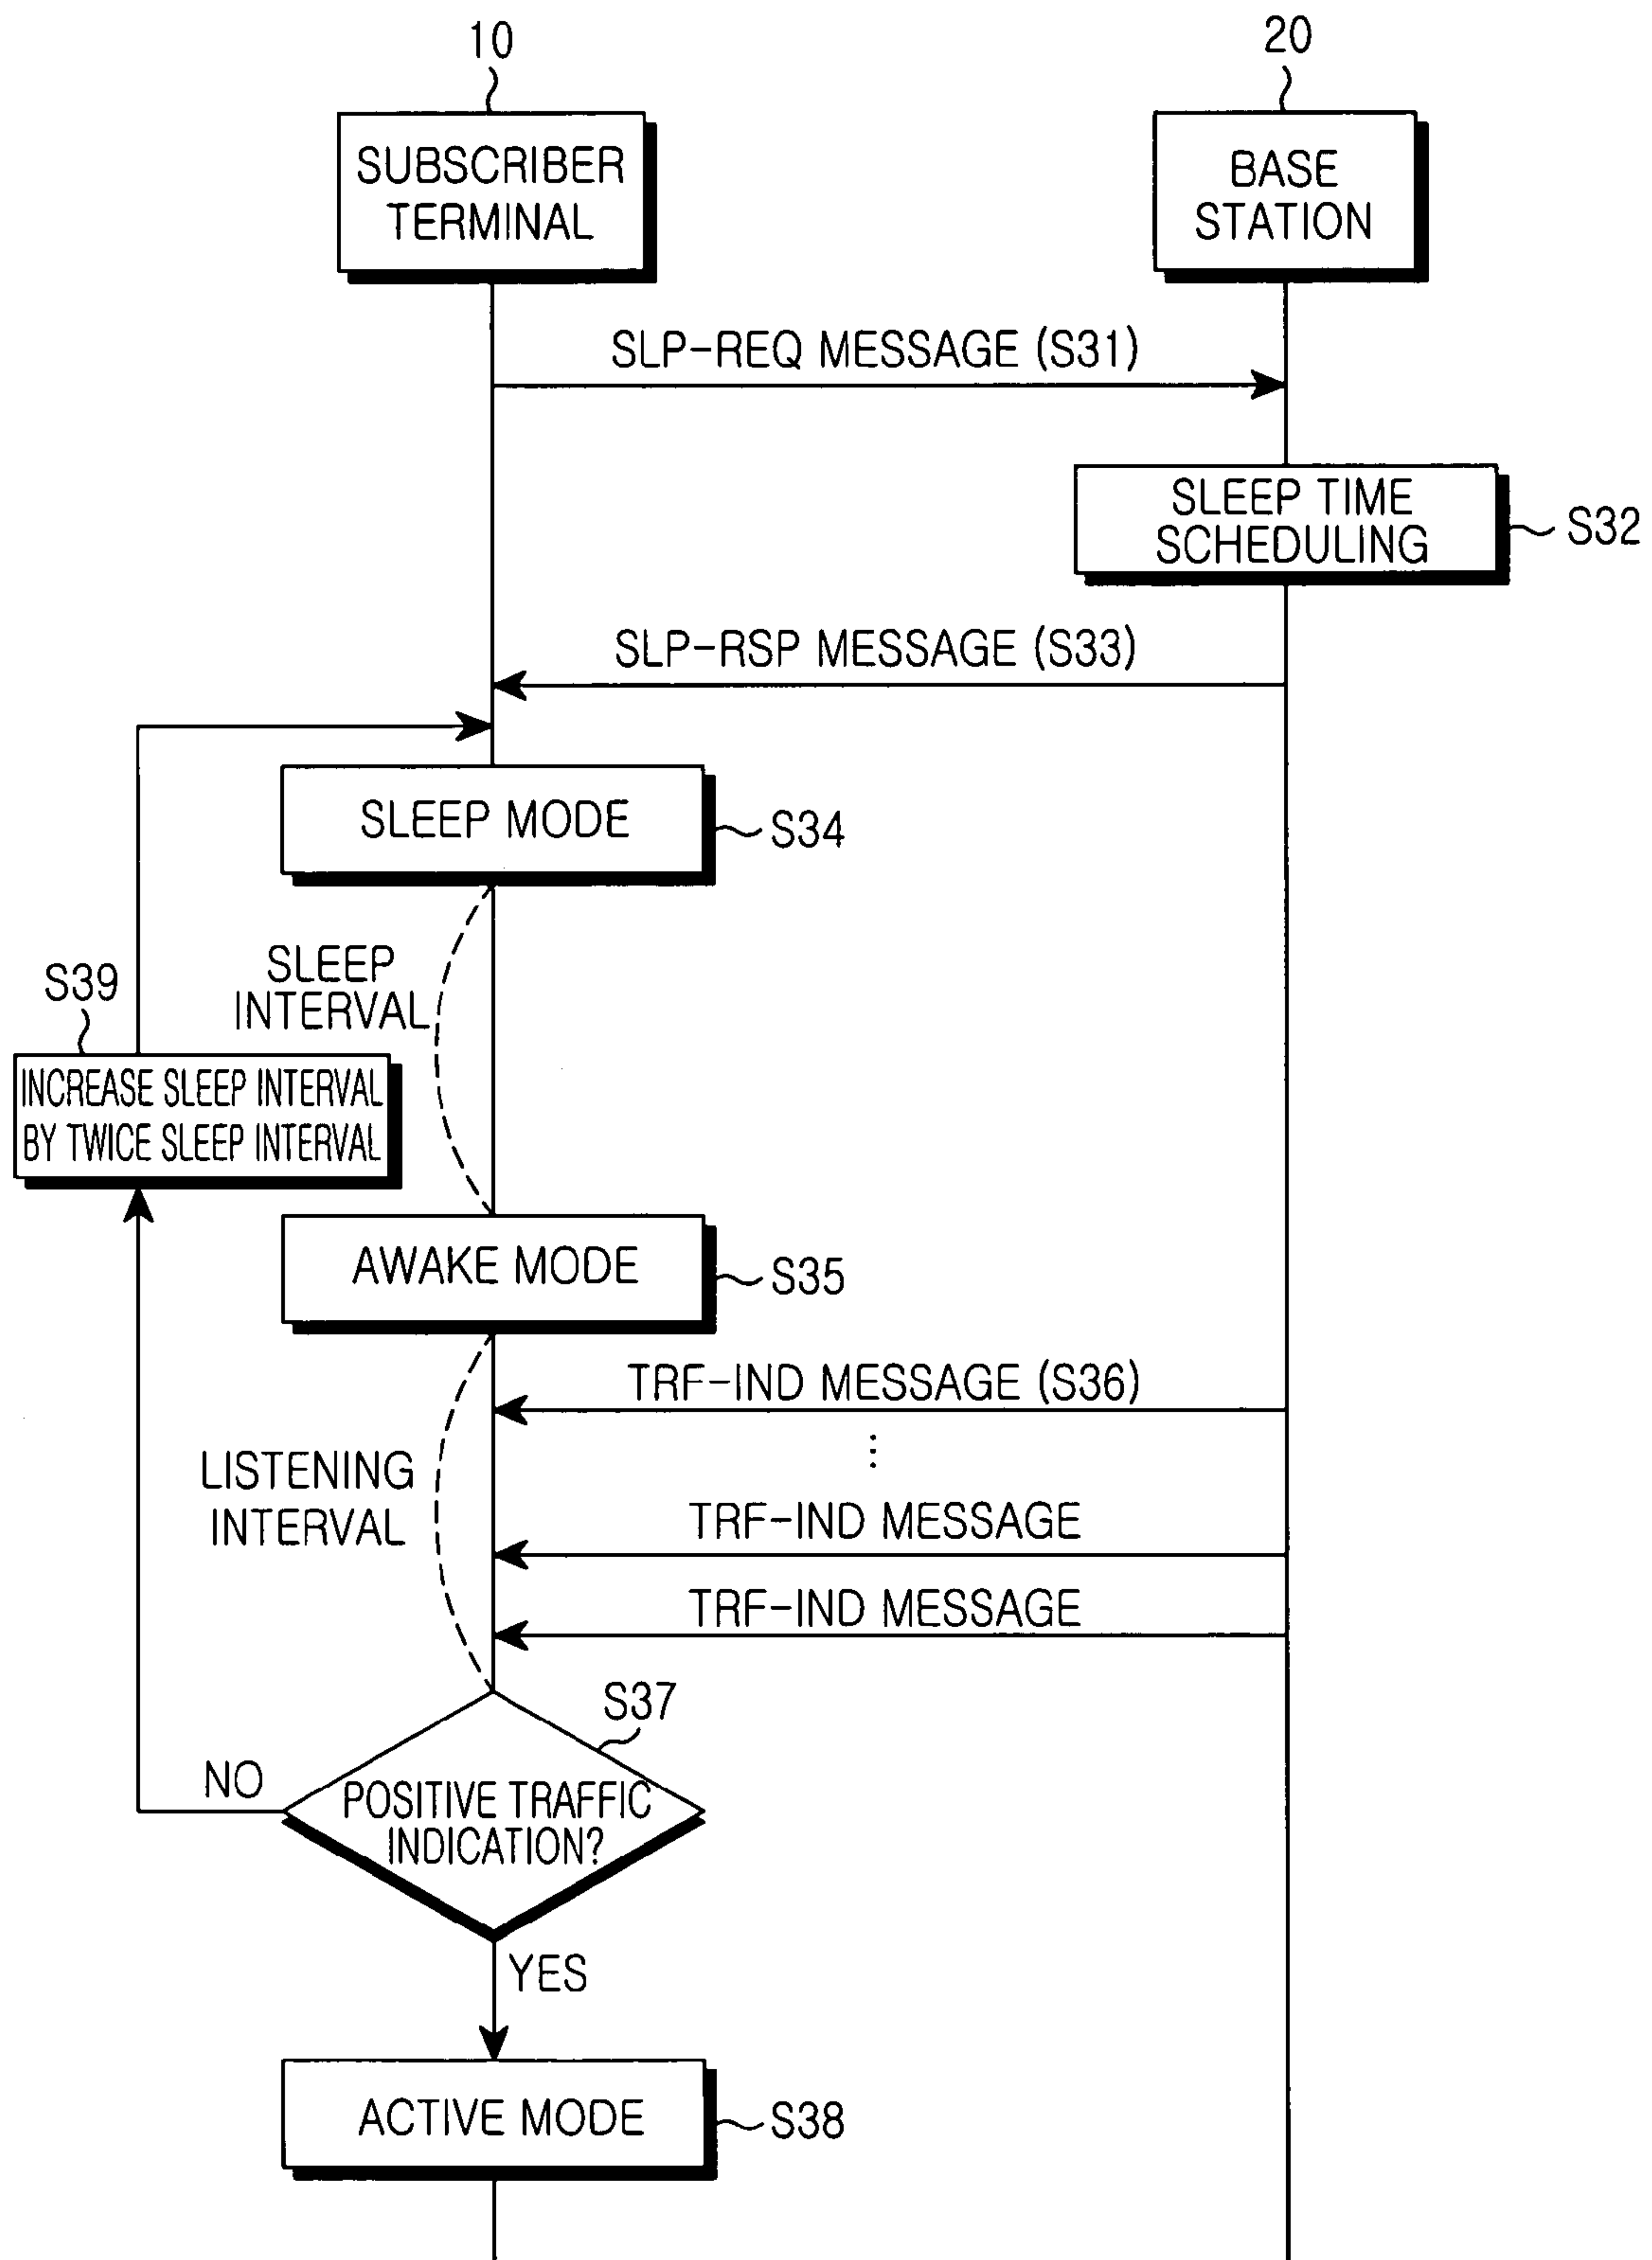 10
20
SUBSCRIBER
TERMINAL
BASE
STATION
SLP-REQ MESSAGE (S31)
SLEEP TIME
SCHEDULING
S32
SLP-RSP MESSAGE (S33)
SLEEP MODE
S34
SLEEP
INTERVAL
S39
INCREASE SLEEP INTERVAL
BY TWICE SLEEP INTERVAL
AWAKE MODE
S35
TRF-IND MESSAGE (S36)
⋮
LISTENING
INTERVAL
TRF-IND MESSAGE
TRF-IND MESSAGE
S37
NO
POSITIVE TRAFFIC
INDICATION?
YES
ACTIVE MODE
S38